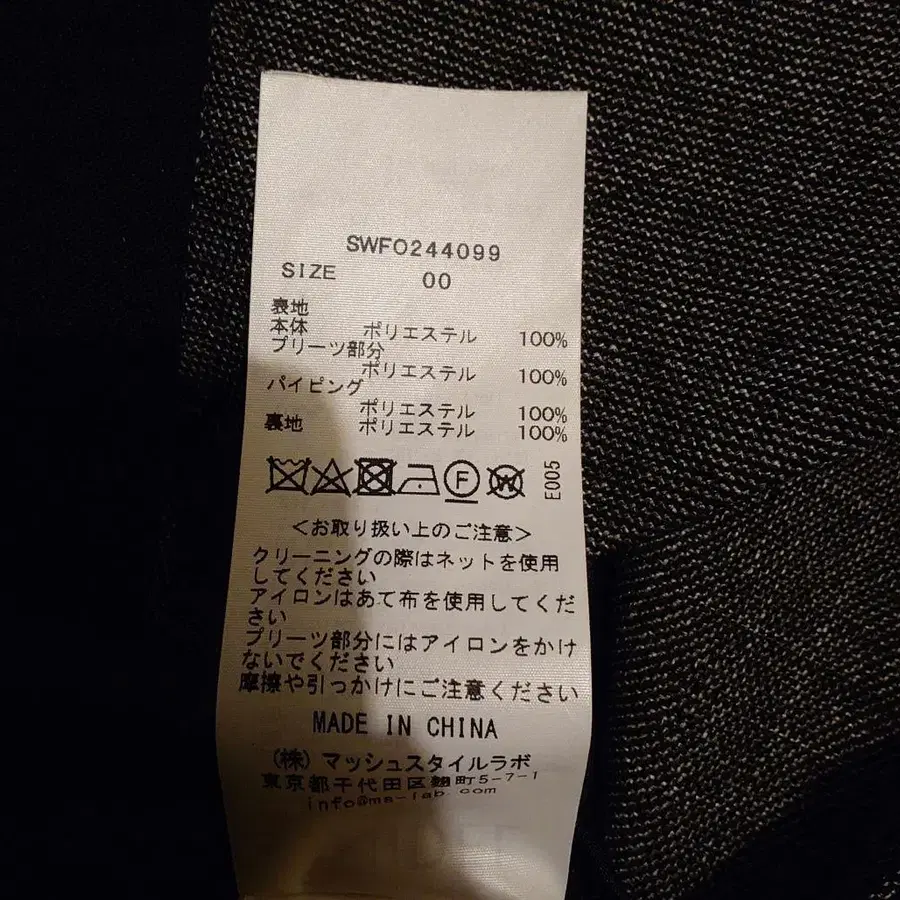 SWFO244099
SIZE 00
表地
本体 ポリエステル 100%
プリーツ部分
ポリエステル 100%
パイピング
ポリエステル 100%
裏地 ポリエステル 100%
F W E005
<お取り扱い上のご注意>
クリーニングの際はネットを使用
してください
アイロンはあて布を使用してくだ
さい
プリーツ部分にはアイロンをかけ
ないでください
摩擦や引っかけにご注意ください
MADE IN CHINA
(株)マッシュスタイルラボ
東京都千代田区麹町5-7-1
info@ma-lab.com